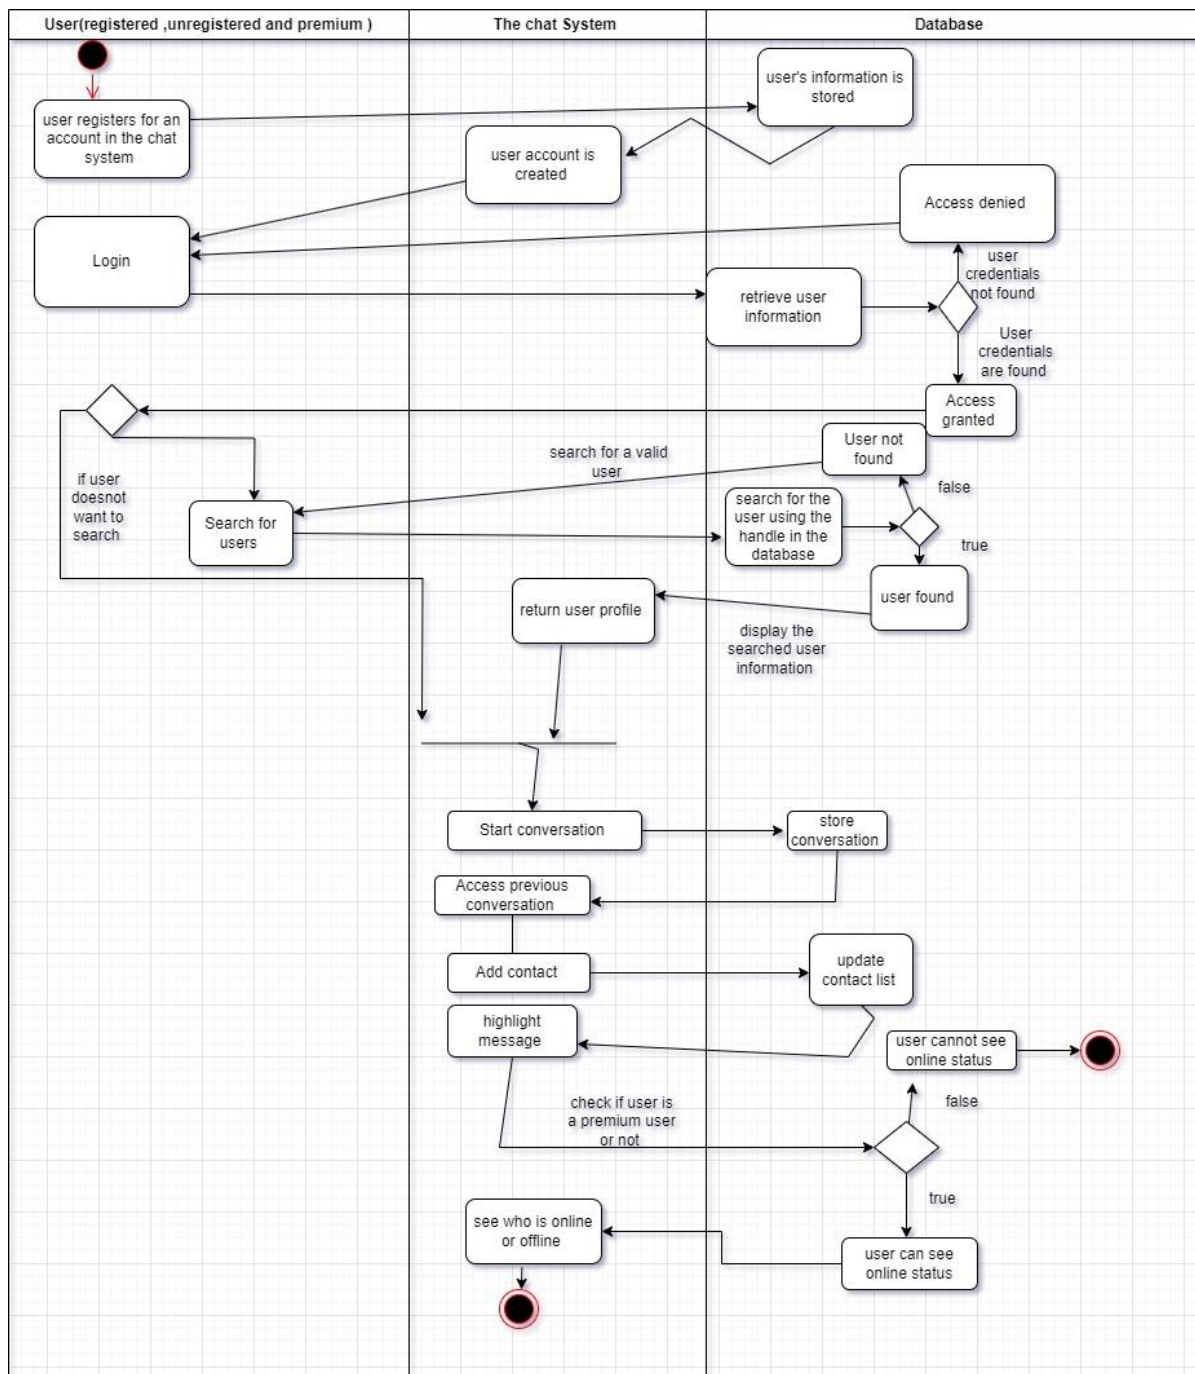 User(registered ,unregistered and premium )
The chat System
Database
user's information is
stored
user registers for an
account in the chat
system
user account is
created
Access denied
user
credentials
not found
Login
retrieve user
information
User
credentials
are found
Access
granted
User not
found
search for a valid
user
false
if user
doesnot
want to
search
Search for
users
search for the
user using the
handle in the
database
true
user found
return user profile
display the
searched user
information
Start conversation
store
conversation
Access previous
conversation
Add contact
update
contact list
highlight
message
user cannot see
online status
false
check if user is
a premium user
or not
true
see who is online
or offline
user can see
online status